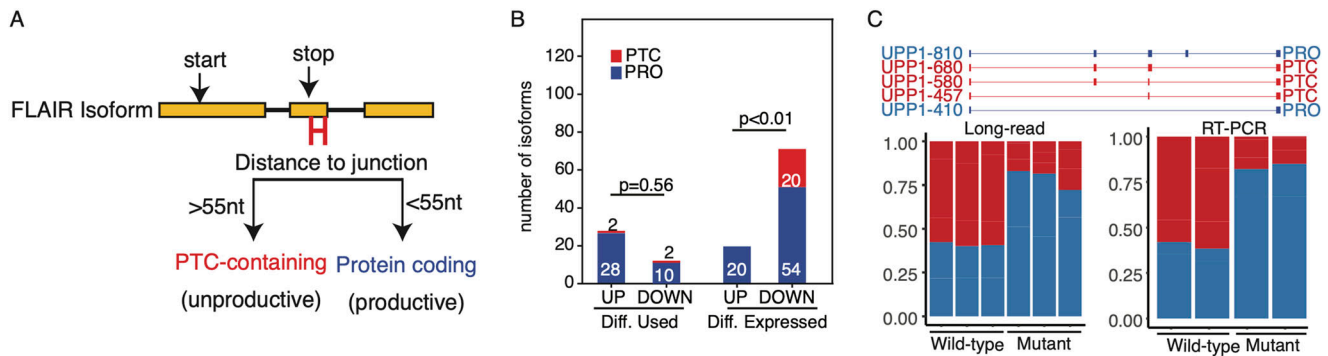 A
start
stop
FLAIR Isoform
Distance to junction
>55nt
<55nt
PTC-containing
Protein coding
(unproductive)
(productive)
B
number of isoforms
120
100
80
60
40
20
0
PTC
PRO
p=0.56
p<0.01
2
28
2
10
20
20
54
UP DOWN UP DOWN
Diff. Used Diff. Expressed
C
UPP1-810 PRO
UPP1-680 PTC
UPP1-580 PTC
UPP1-457 PTC
UPP1-410 PRO
Long-read
1.00
0.75
0.50
0.25
0.00
Wild-type Mutant
RT-PCR
1.00
0.75
0.50
0.25
0.00
Wild-type Mutant